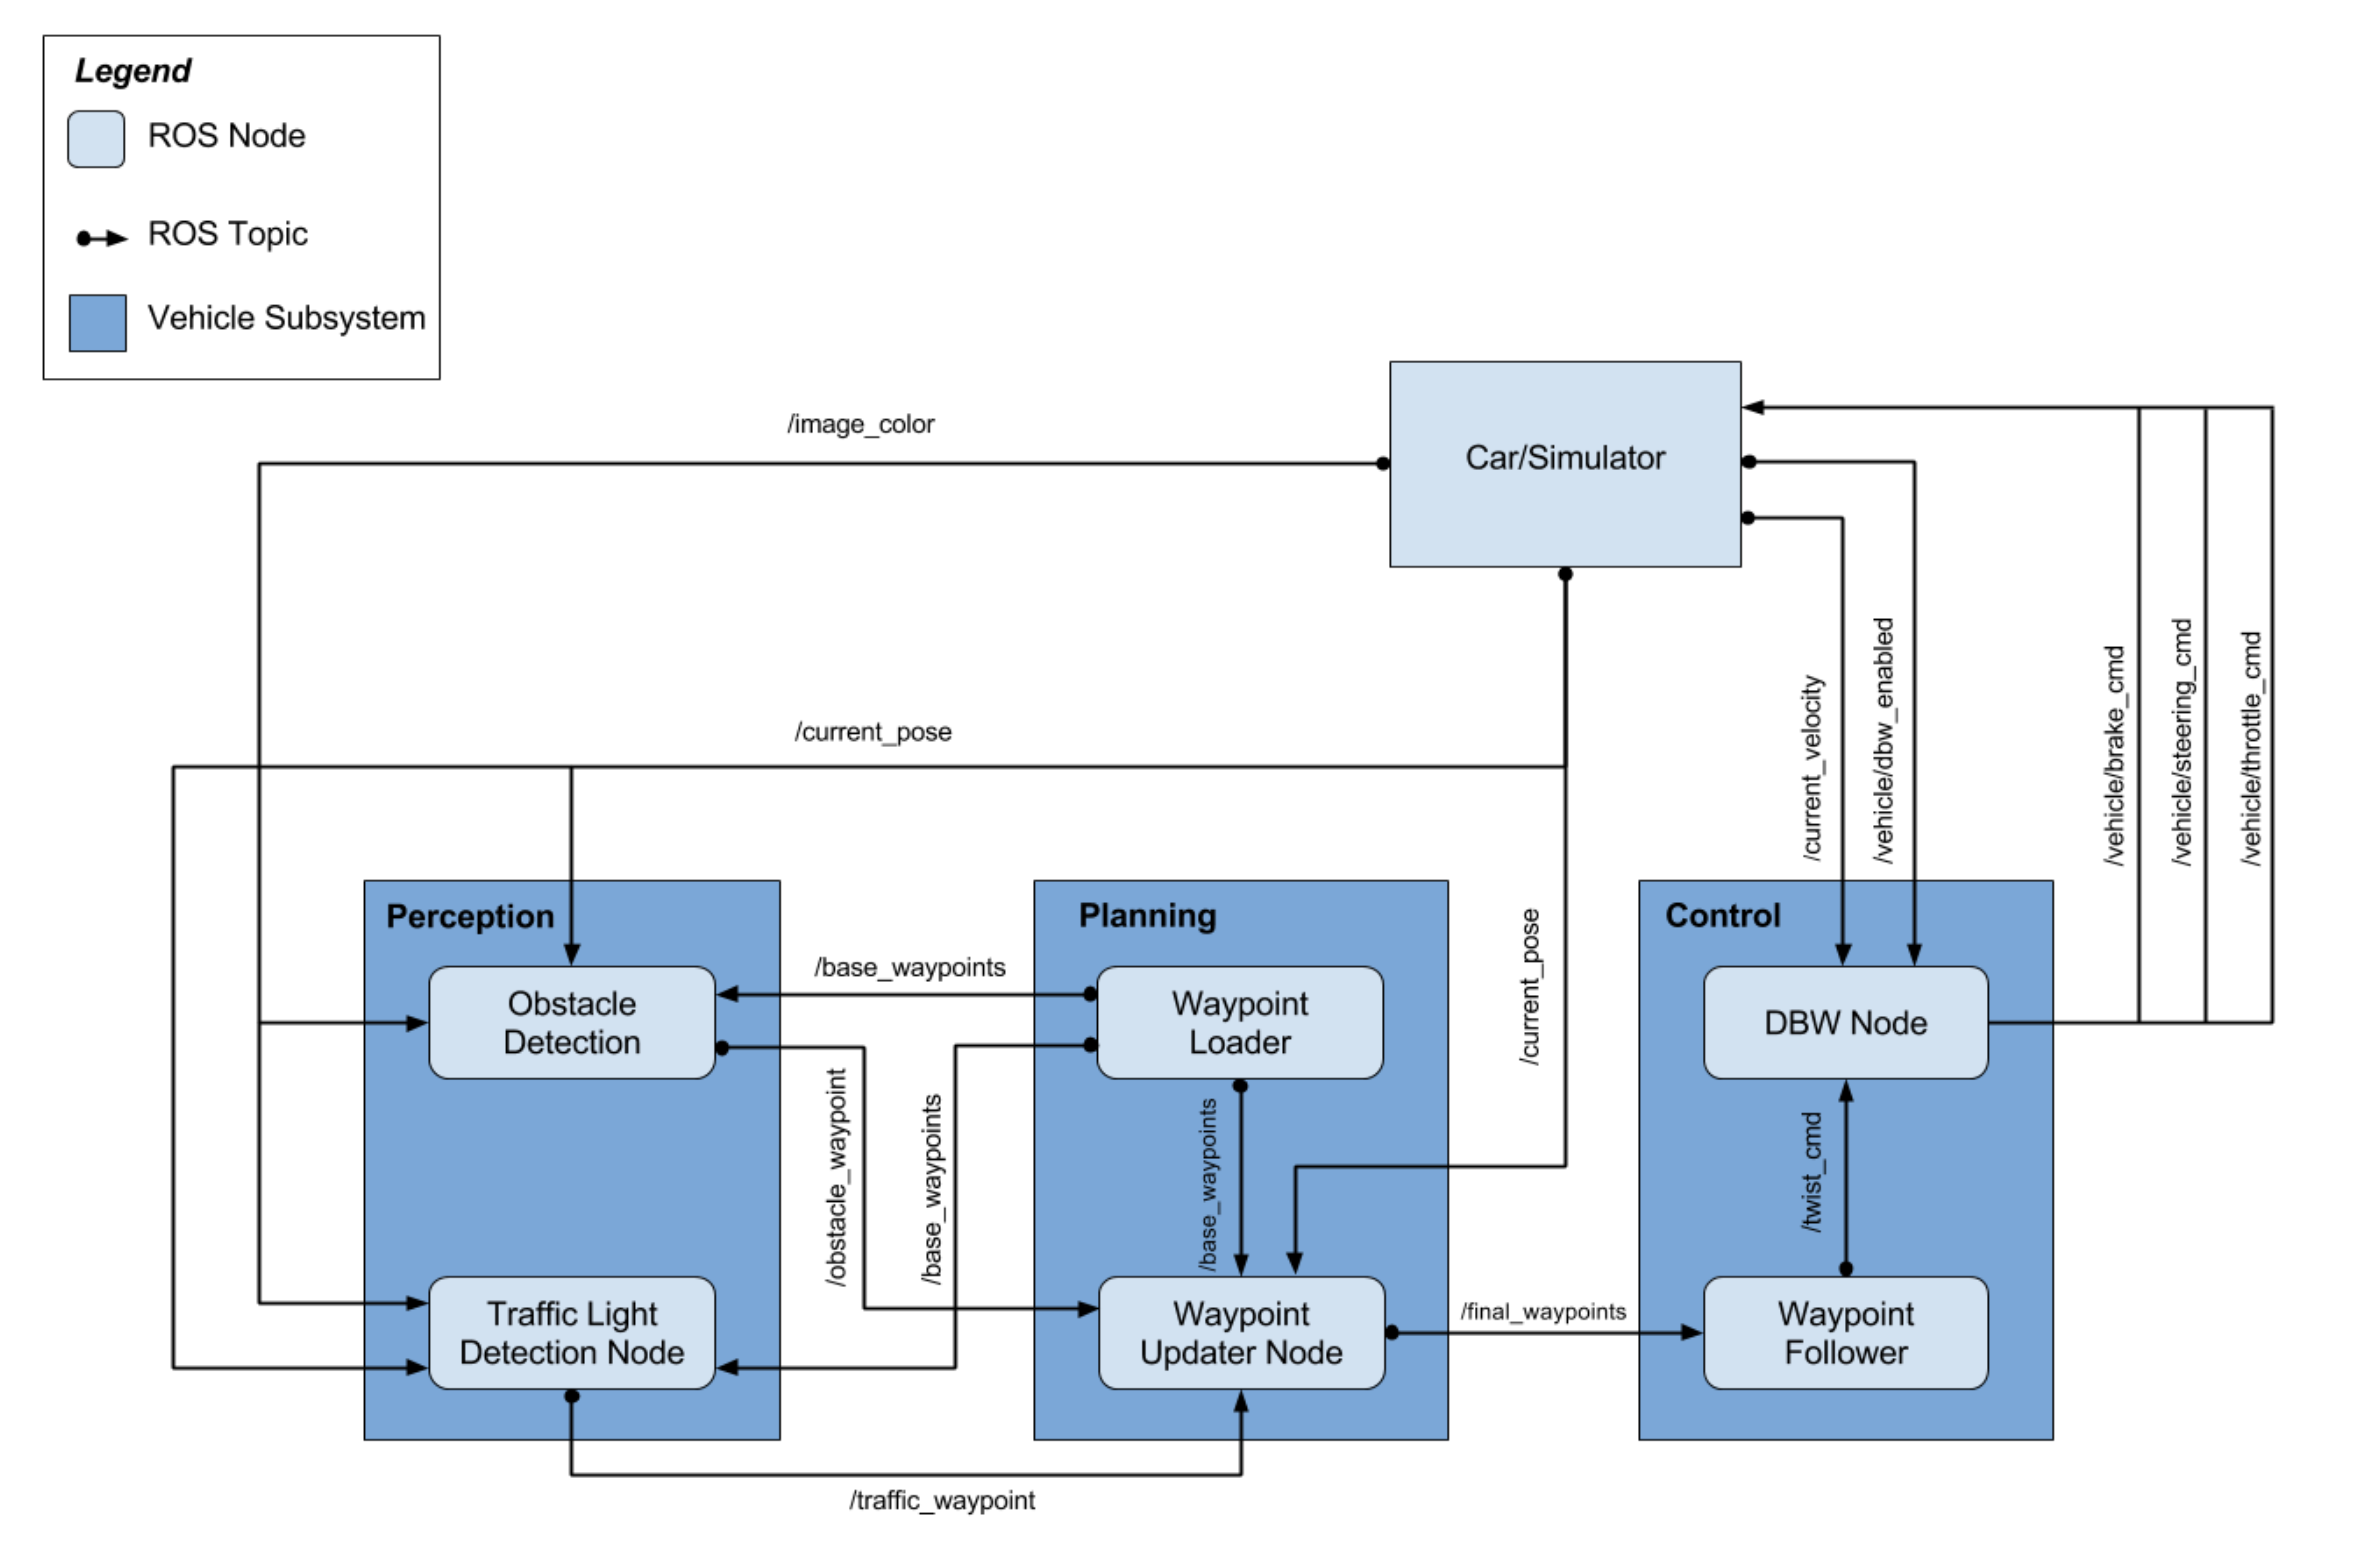 Legend
ROS Node
ROS Topic
Vehicle Subsystem
/image_color
Car/Simulator
/current_pose
/current_velocity
/vehicle/dbw_enabled
/vehicle/brake_cmd
/vehicle/steering_cmd
/vehicle/throttle_cmd
Perception
Obstacle
Detection
Traffic Light
Detection Node
/base_waypoints
/obstacle_waypoint
/base_waypoints
Planning
Waypoint
Loader
/base_waypoints
/current_pose
Waypoint
Updater Node
/final_waypoints
Control
DBW Node
/twist_cmd
Waypoint
Follower
/traffic_waypoint